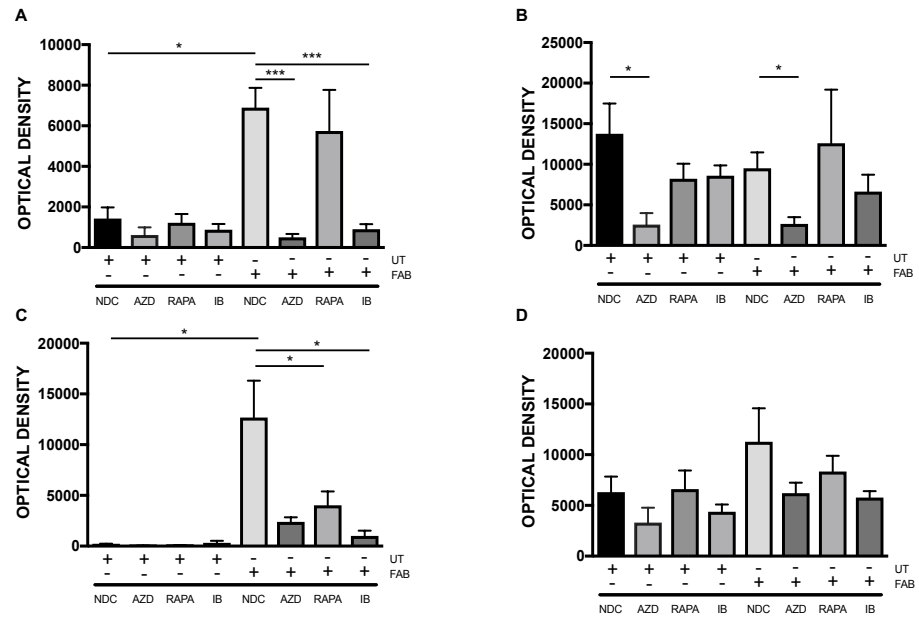 A
OPTICAL DENSITY
10000
8000
6000
4000
2000
0
*
***
***
+ + + + - - - - UT
- - - - + + + + FAB
NDC AZD RAPA IB NDC AZD RAPA IB
B
OPTICAL DENSITY
25000
20000
15000
10000
5000
0
*
*
+ + + + - - - - UT
- - - - + + + + FAB
NDC AZD RAPA IB NDC AZD RAPA IB
C
OPTICAL DENSITY
20000
15000
10000
5000
0
*
*
*
+ + + + - - - - UT
- - - - + + + + FAB
NDC AZD RAPA IB NDC AZD RAPA IB
D
OPTICAL DENSITY
20000
15000
10000
5000
0
+ + + + - - - - UT
- - - - + + + + FAB
NDC AZD RAPA IB NDC AZD RAPA IB